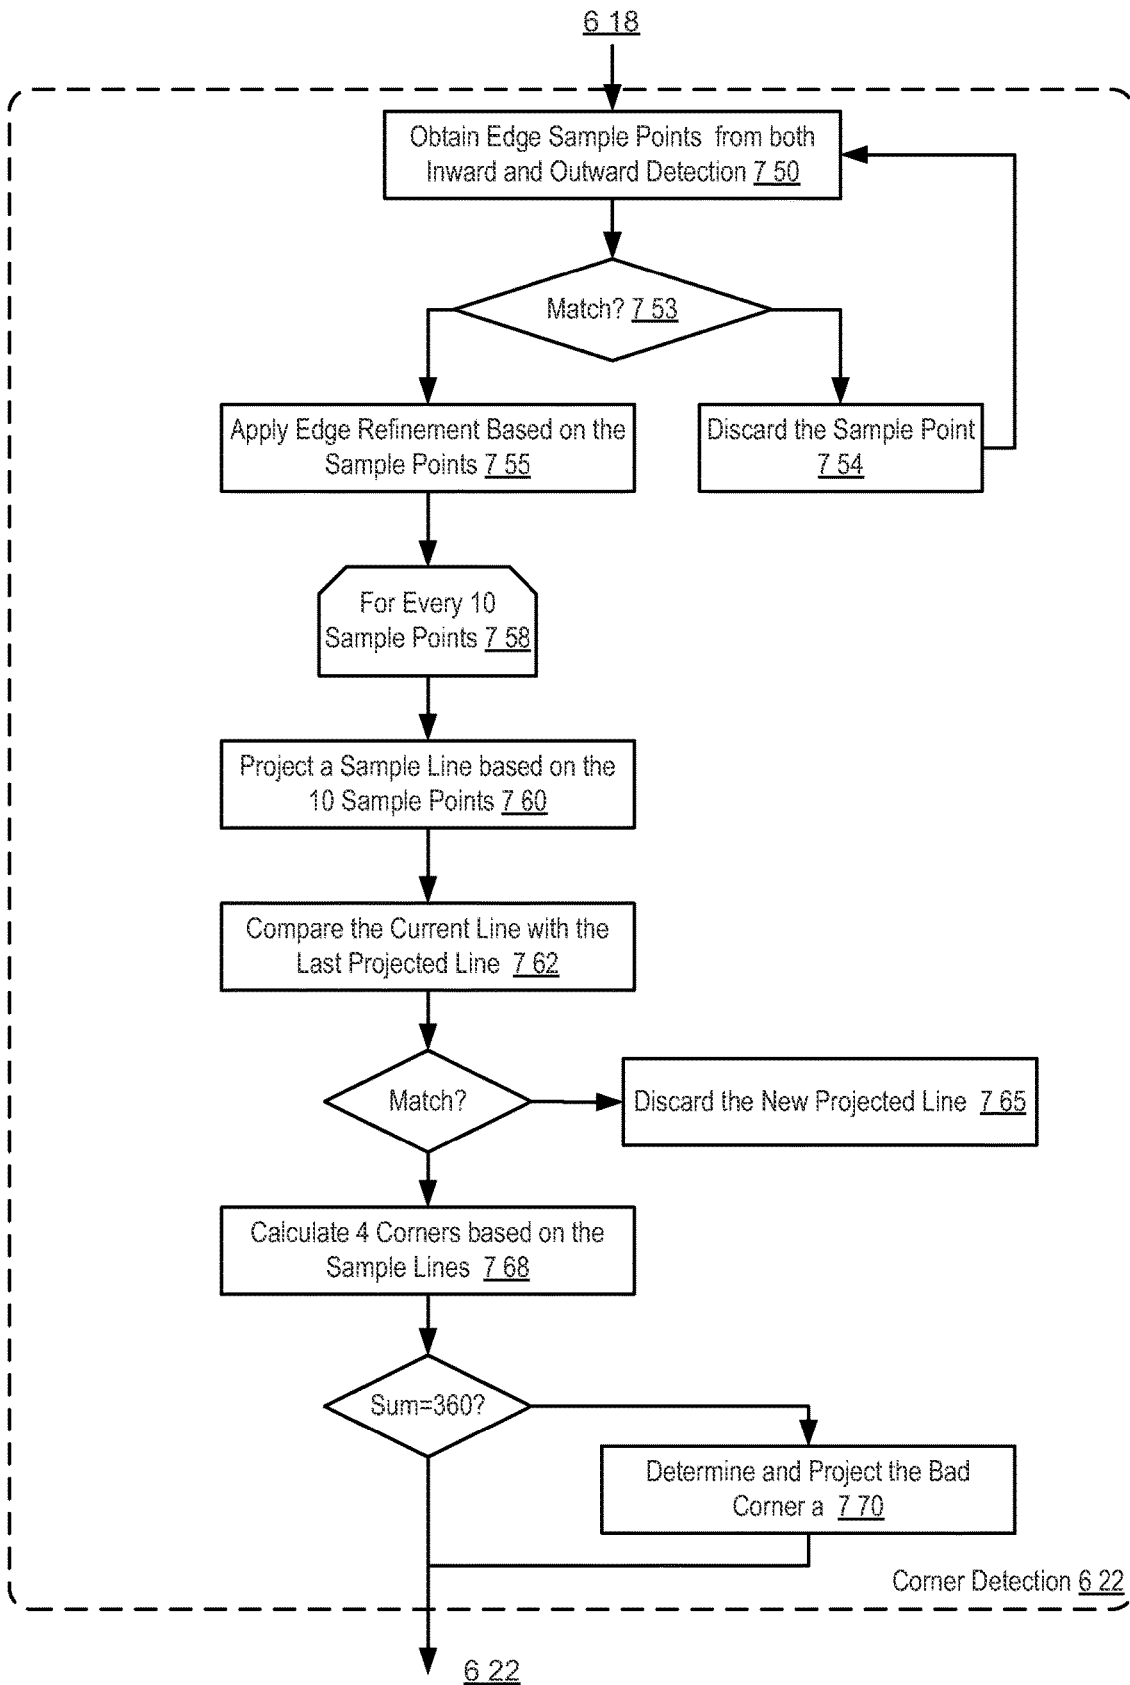 6 18
Obtain Edge Sample Points from both
Inward and Outward Detection 7 50
Match? 7 53
Apply Edge Refinement Based on the
Sample Points 7 55
Discard the Sample Point
7 54
For Every 10
Sample Points 7 58
Project a Sample Line based on the
10 Sample Points 7 60
Compare the Current Line with the
Last Projected Line 7 62
Match?
Discard the New Projected Line 7 65
Calculate 4 Corners based on the
Sample Lines 7 68
Sum=360?
Determine and Project the Bad
Corner a 7 70
Corner Detection 6 22
6 22